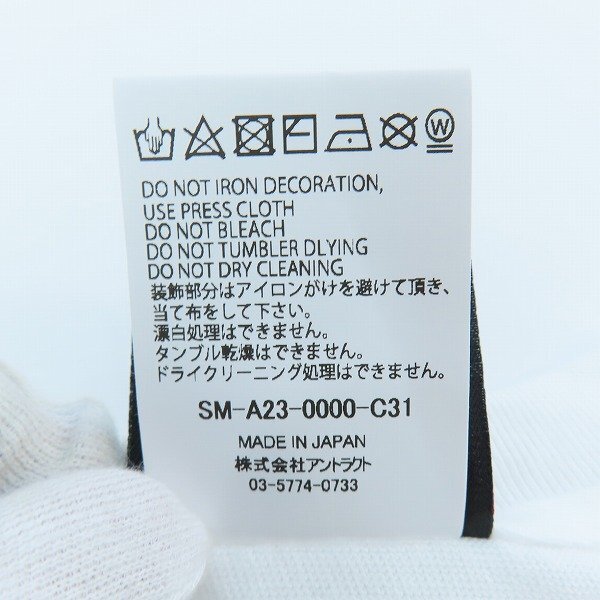 W
DO NOT IRON DECORATION,
USE PRESS CLOTH
DO NOT BLEACH
DO NOT TUMBLER DLYING
DO NOT DRY CLEANING
装飾部分はアイロンがけを避けて頂き、
当て布をして下さい。
漂白処理はできません。
タンブル乾燥はできません。
ドライクリーニング処理はできません。
SM-A23-0000-C31
MADE IN JAPAN
株式会社アントラクト
03-5774-0733